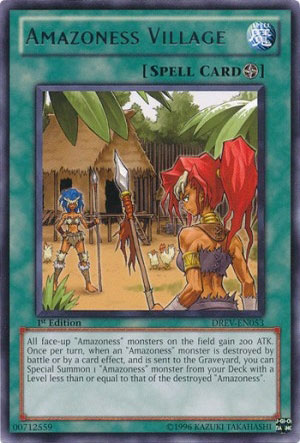 AMAZONESS VILLAGE
[SPELL CARD]
1st Edition
DREV-EN053
All face-up "Amazoness" monsters on the field gain 200 ATK.
Once per turn, when an "Amazoness" monster is destroyed
by battle or by a card effect, and is sent to the Graveyard, you can
Special Summon 1 "Amazoness" monster from your Deck with a
Level less than or equal to that of the destroyed "Amazoness".
00712559
©1996 KAZUKI TAKAHASHI